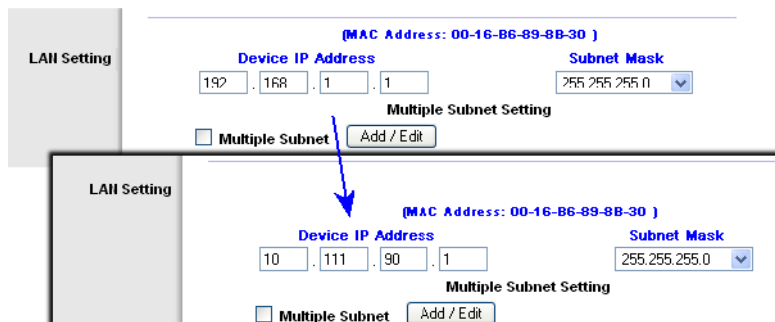 (MAC Address: 00-16-B6-89-8B-30 )
LAN Setting
Device IP Address Subnet Mask
192 . 168 . 1 . 1 255.255.255.0
Multiple Subnet Setting
Multiple Subnet Add / Edit
LAN Setting
(MAC Address: 00-16-B6-89-8B-30 )
Device IP Address Subnet Mask
10 . 111 . 90 . 1 255.255.255.0
Multiple Subnet Setting
Multiple Subnet Add / Edit